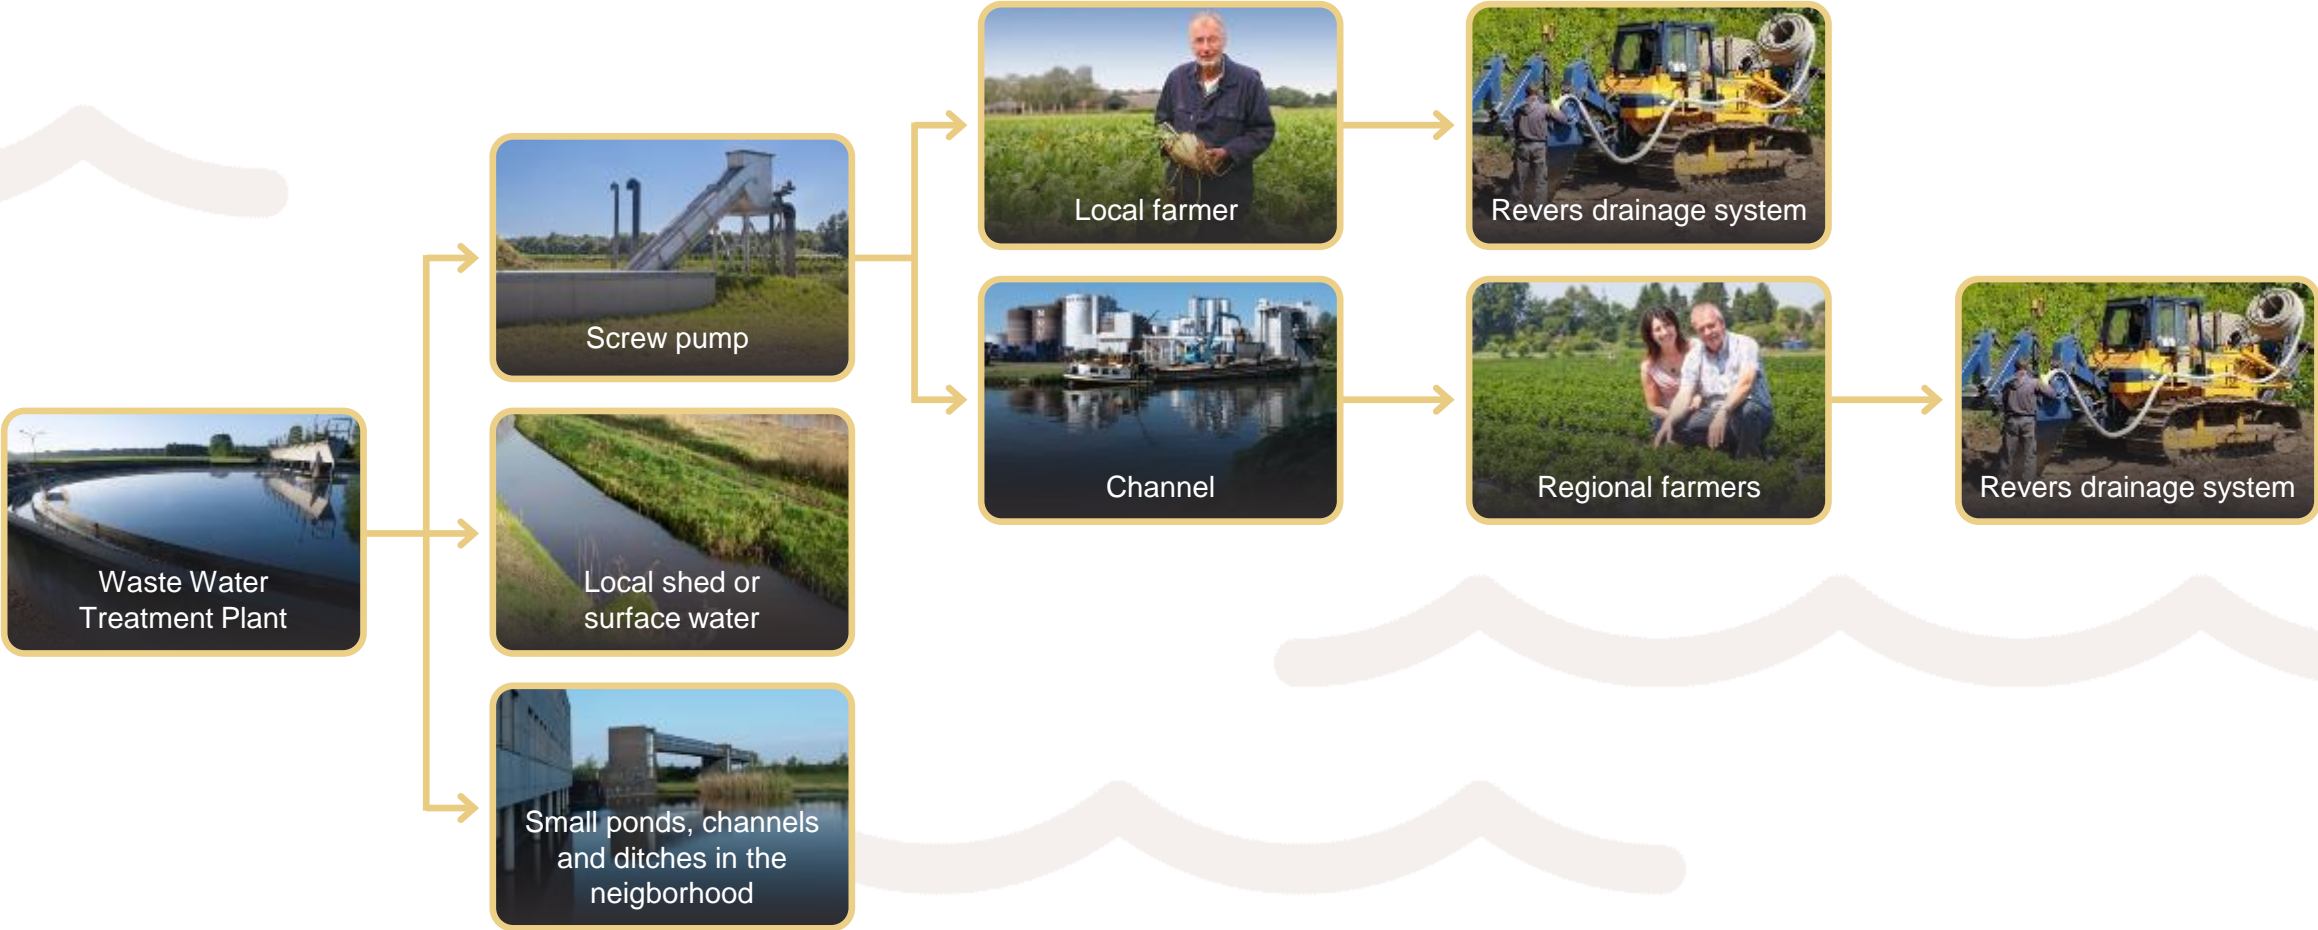 Local farmer
Revers drainage system
Screw pump
Channel
Regional farmers
Revers drainage system
Waste Water
Treatment Plant
Local shed or
surface water
Small ponds, channels
and ditches in the
neigborhood